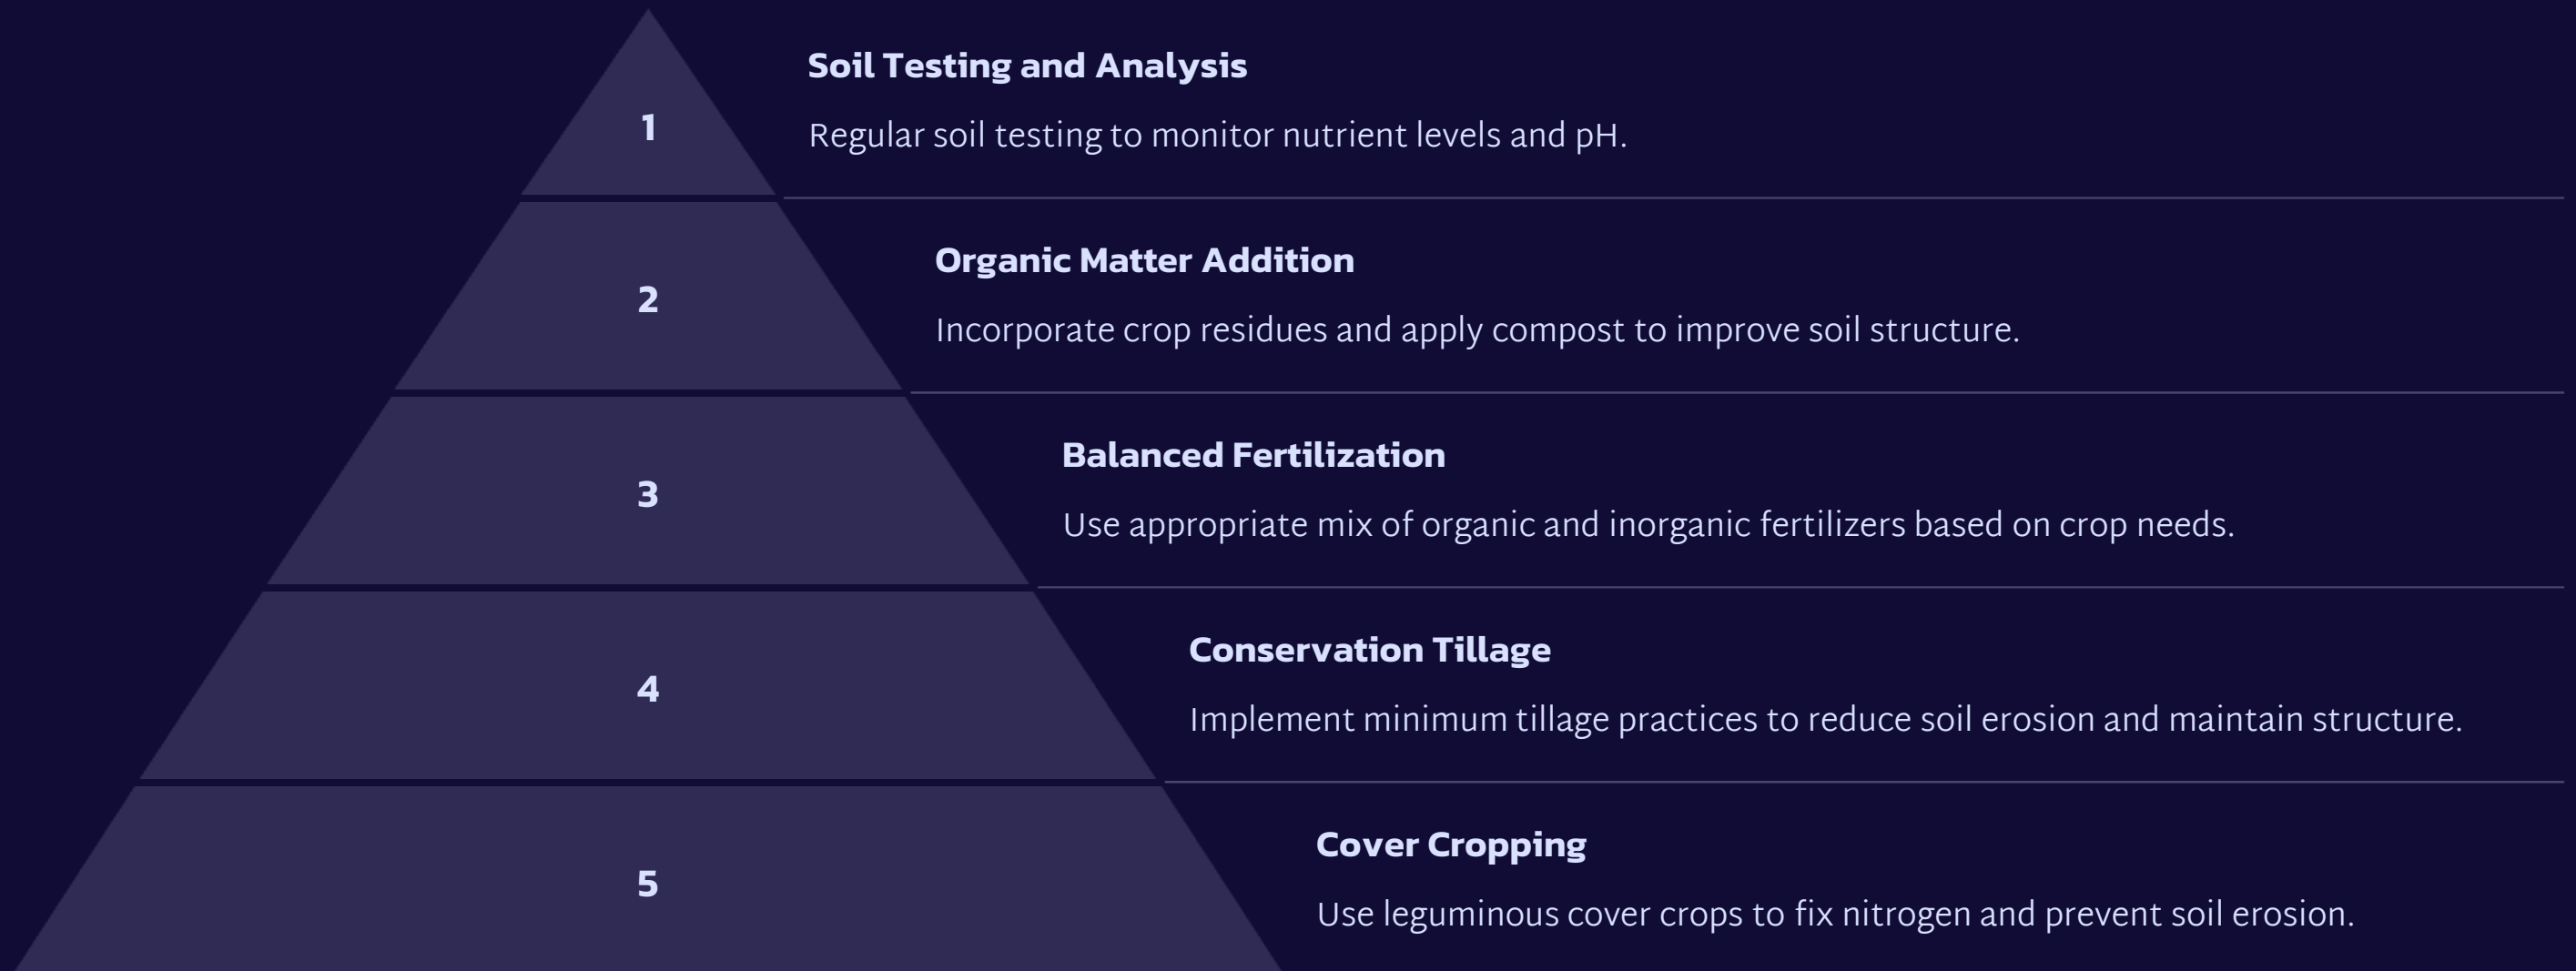 1
Soil Testing and Analysis
Regular soil testing to monitor nutrient levels and pH.
2
Organic Matter Addition
Incorporate crop residues and apply compost to improve soil structure.
3
Balanced Fertilization
Use appropriate mix of organic and inorganic fertilizers based on crop needs.
4
Conservation Tillage
Implement minimum tillage practices to reduce soil erosion and maintain structure.
5
Cover Cropping
Use leguminous cover crops to fix nitrogen and prevent soil erosion.